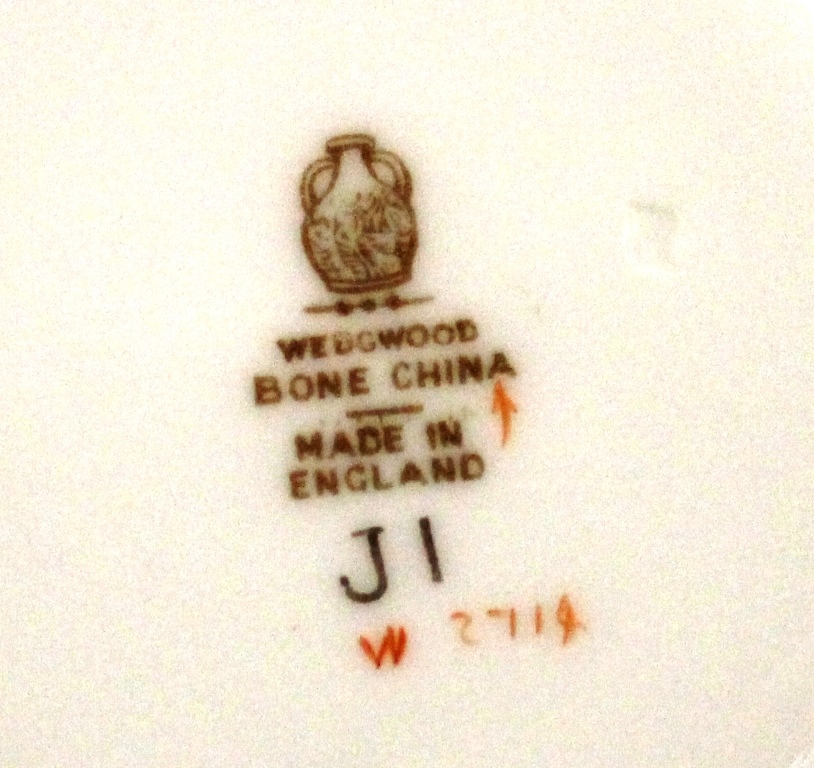 WEDGWOOD
BONE CHINA
MADE IN
ENGLAND
J1
W 2714